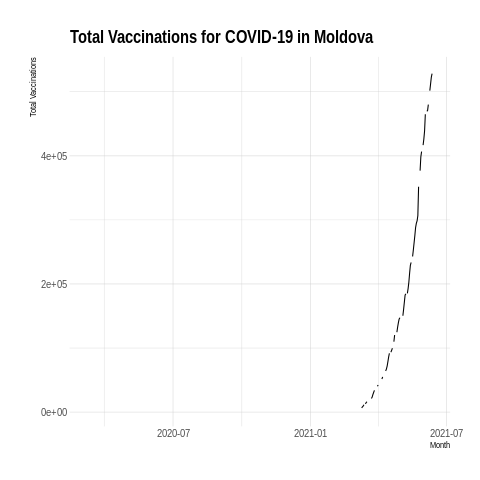 Total Vaccinations for COVID-19 in Moldova
Total Vaccinations
4e+05
2e+05
0e+00
2020-07
2021-01
2021-07
Month